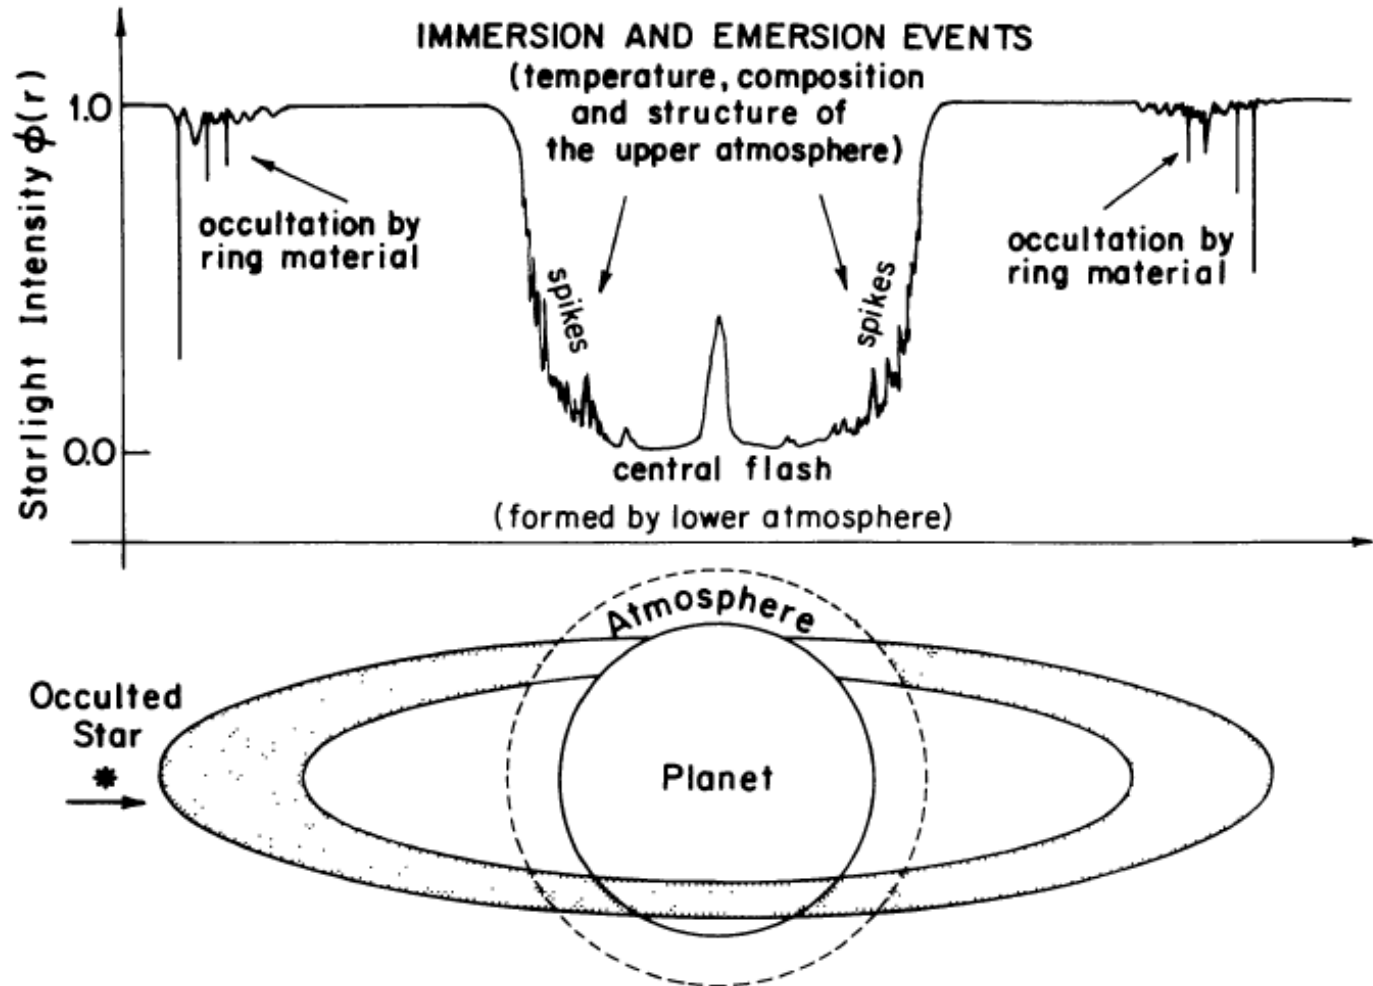 IMMERSION AND EMERSION EVENTS
(temperature, composition
and structure of
the upper atmosphere)
Starlight Intensity ϕ(r)
1.0
0.0
occultation by
ring material
spikes
spikes
occultation by
ring material
central flash
(formed by lower atmosphere)
Atmosphere
Occulted
Star
*
Planet